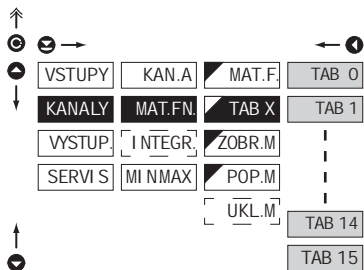 VSTUPY KAN.A MAT.F. TAB 0
KANALY MAT.FN. TAB X TAB 1
VYSTUP. INTEGR. ZOBR.M
SERVIS MINMAX POP.M
UKL.M TAB 14
TAB 15